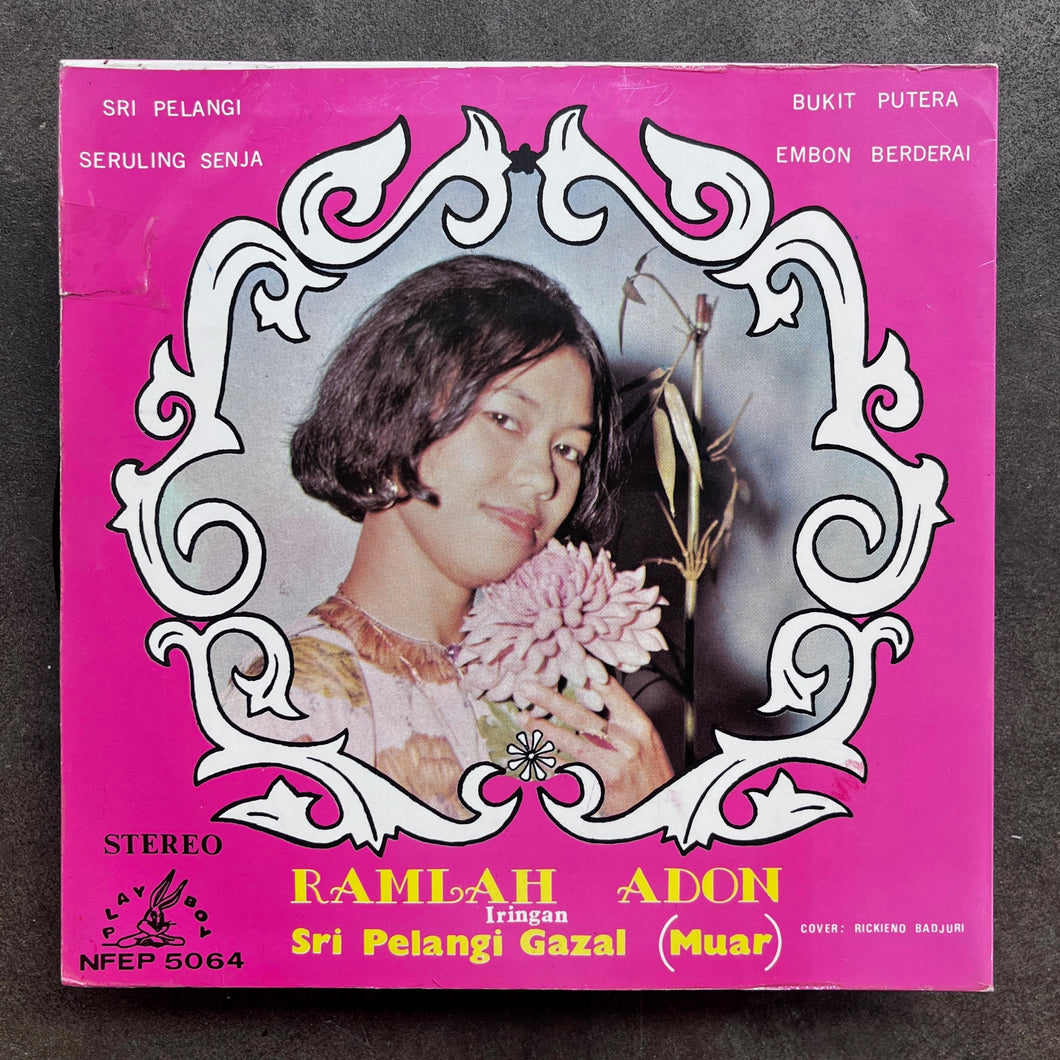 SRI PELANGI
SERULING SENJA
BUKIT PUTERA
EMBON BERDERAI
STEREO
PLAY BOY
NFEP 5064
RAMLAH ADON
Iringan
Sri Pelangi Gazal (Muar)
COVER: RICKIENO BADJURI